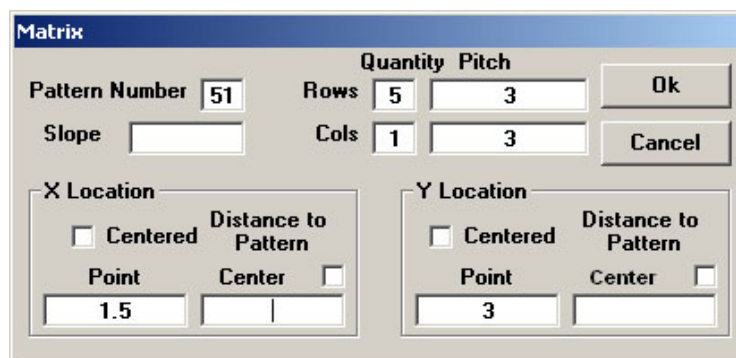 Matrix
Quantity Pitch
Pattern Number 51 Rows 5 3 Ok
Slope Cols 1 3 Cancel
X Location Y Location
Centered Distance to Pattern Centered Distance to Pattern
Point Center Point Center
1.5 3